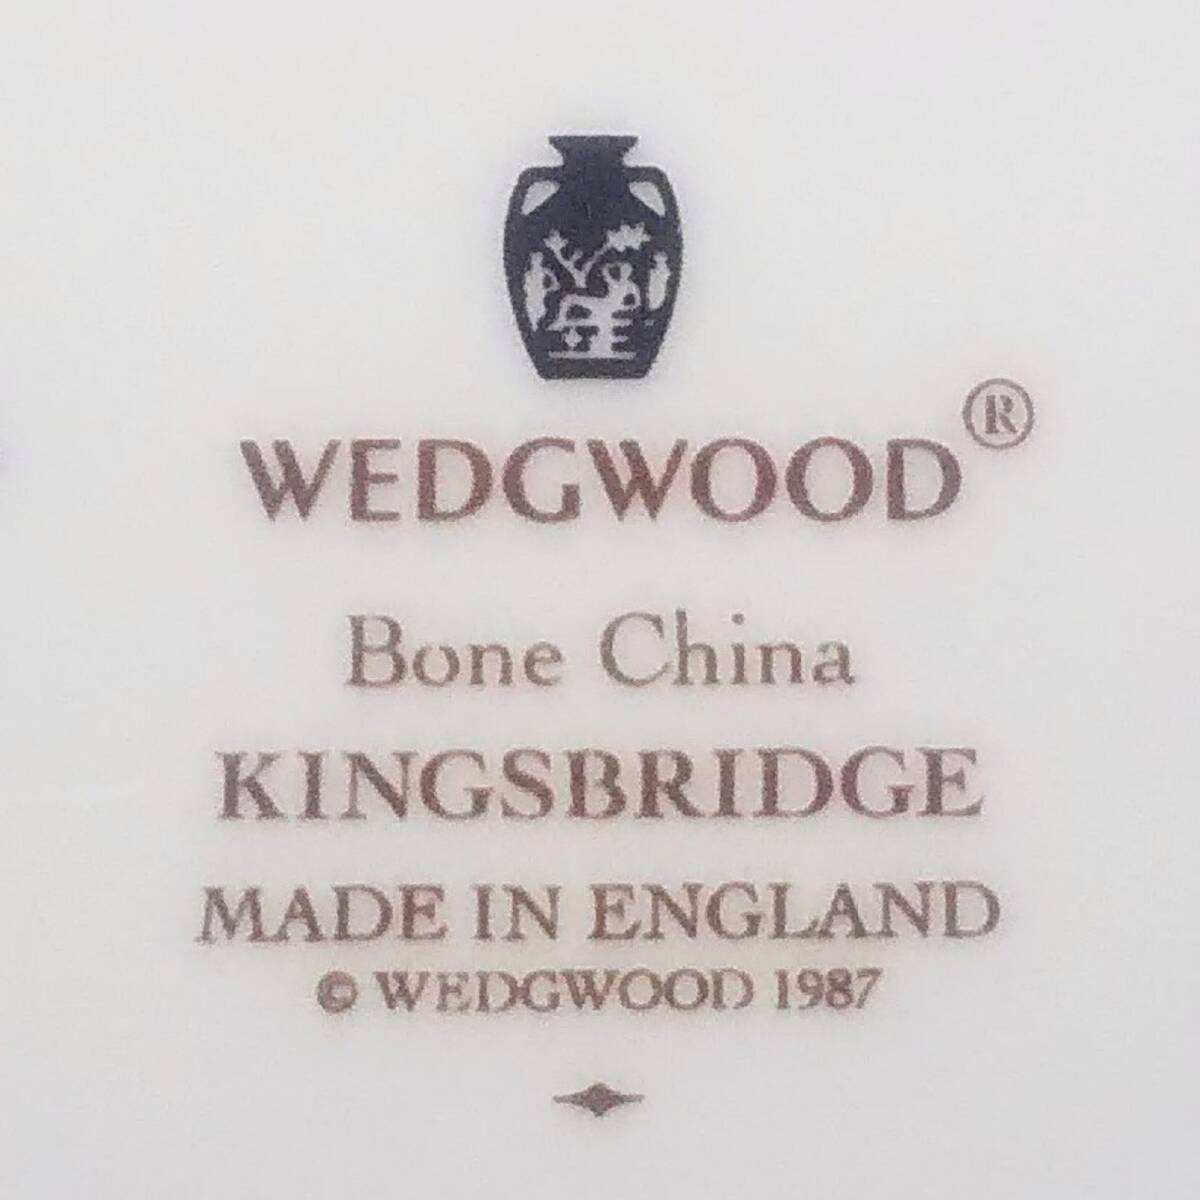 WEDGWOOD®
Bone China
KINGSBRIDGE
MADE IN ENGLAND
© WEDGWOOD 1987